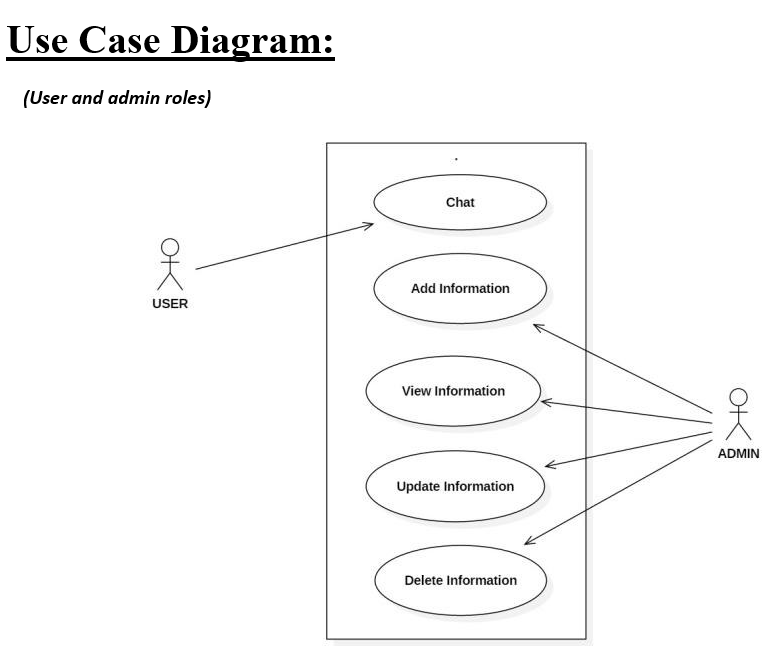 Use Case Diagram:
(User and admin roles)
.
Chat
Add Information
USER
View Information
ADMIN
Update Information
Delete Information